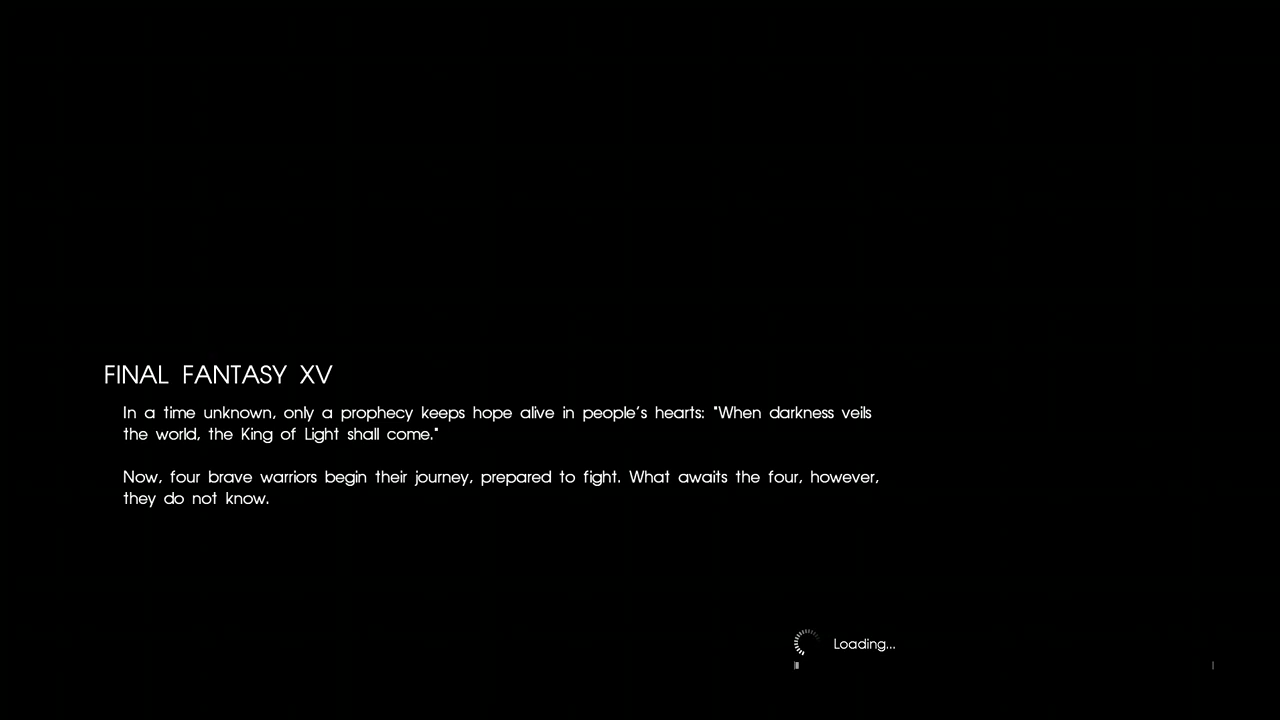 FINAL FANTASY XV
In a time unknown, only a prophecy keeps hope alive in people's hearts: "When darkness veils
the world, the King of Light shall come."
Now, four brave warriors begin their journey, prepared to fight. What awaits the four, however,
they do not know.
Loading...